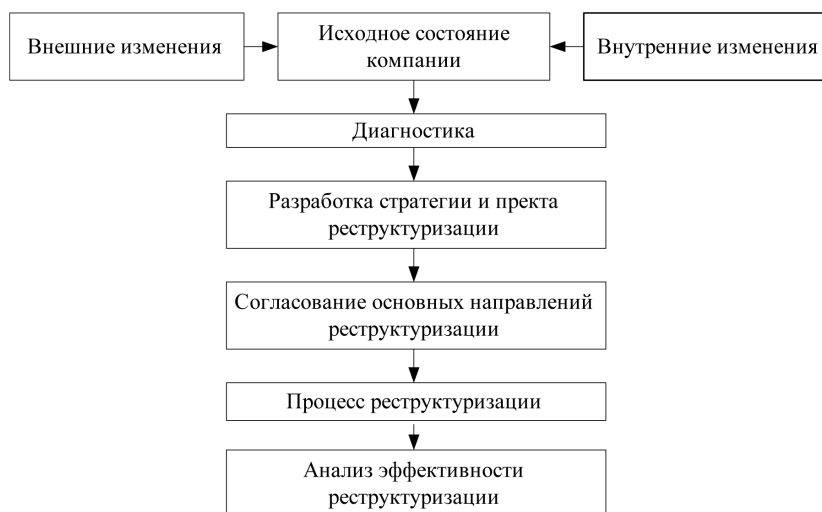 Внешние изменения
Исходное состояние
компании
Внутренние изменения
Диагностика
Разработка стратегии и пректа
реструктуризации
Согласование основных направлений
реструктуризации
Процесс реструктуризации
Анализ эффективности
реструктуризации